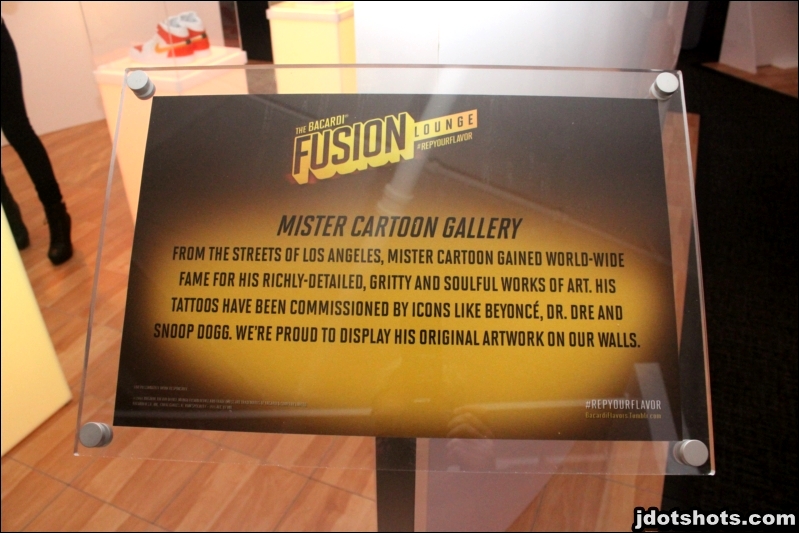 THE BACARDI®
FUSION
LOUNGE
#REPYOURFLAVOR
MISTER CARTOON GALLERY
FROM THE STREETS OF LOS ANGELES, MISTER CARTOON GAINED WORLD-WIDE
FAME FOR HIS RICHLY-DETAILED, GRITTY AND SOULFUL WORKS OF ART. HIS
TATTOOS HAVE BEEN COMMISSIONED BY ICONS LIKE BEYONCÉ, DR. DRE AND
SNOOP DOGG. WE'RE PROUD TO DISPLAY HIS ORIGINAL ARTWORK ON OUR WALLS.
#REPYOURFLAVOR
BacardiFlavors.Tumblr.com
jdotshots.com